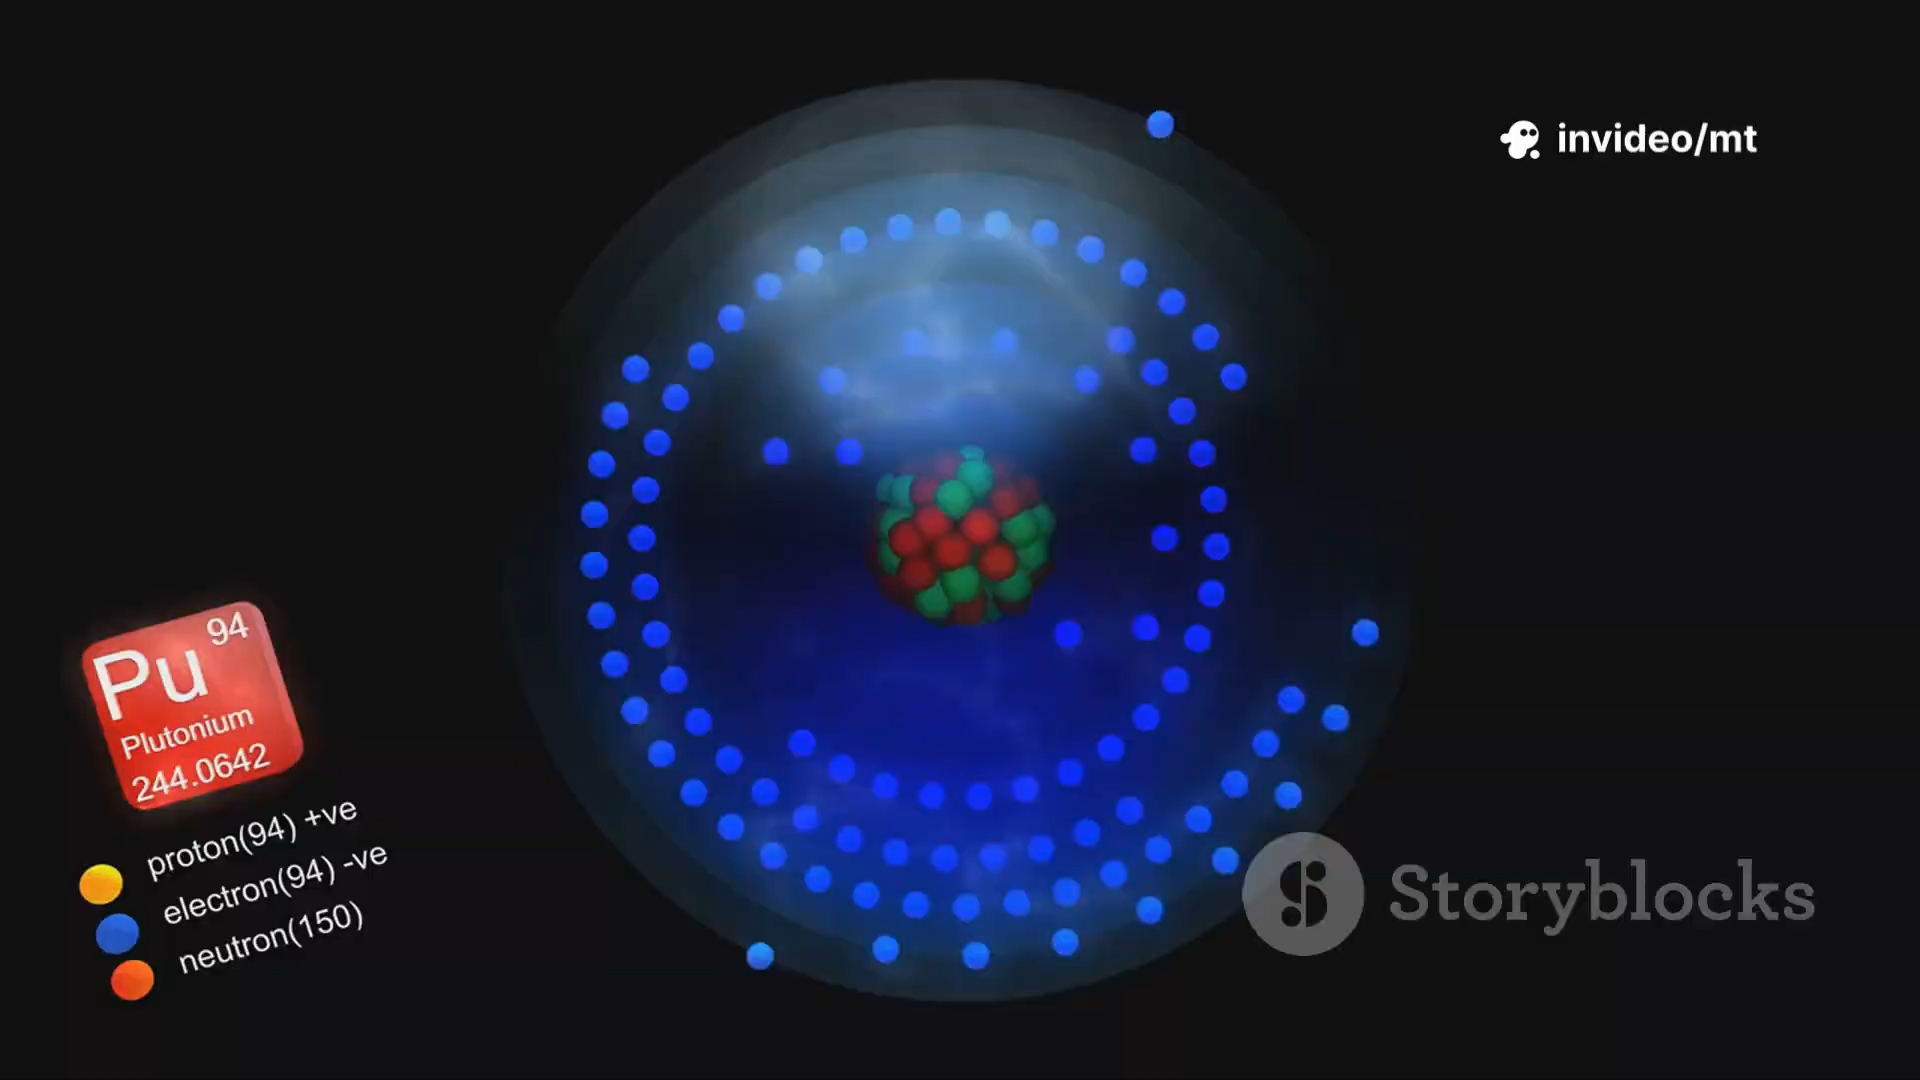 invideo/mt
94
Pu
Plutonium
244.0642
proton(94) +ve
electron(94) -ve
neutron(150)
Storyblocks